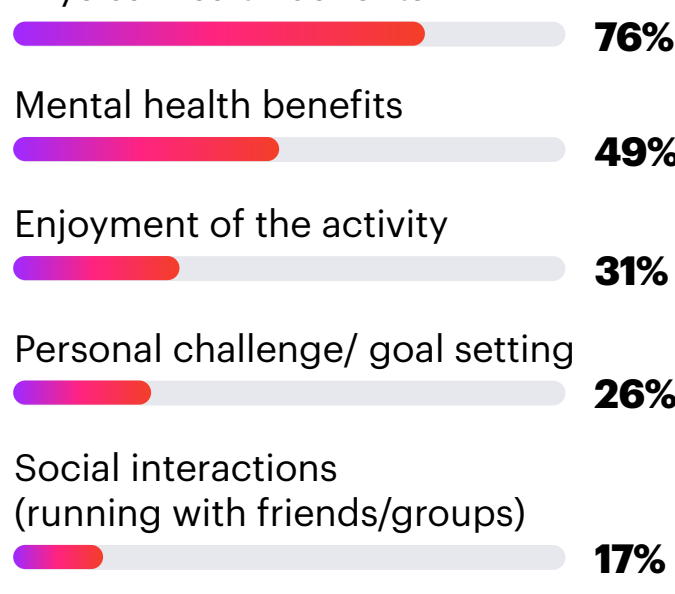 76%
Mental health benefits
49%
Enjoyment of the activity
31%
Personal challenge/ goal setting
26%
Social interactions
(running with friends/groups)
17%